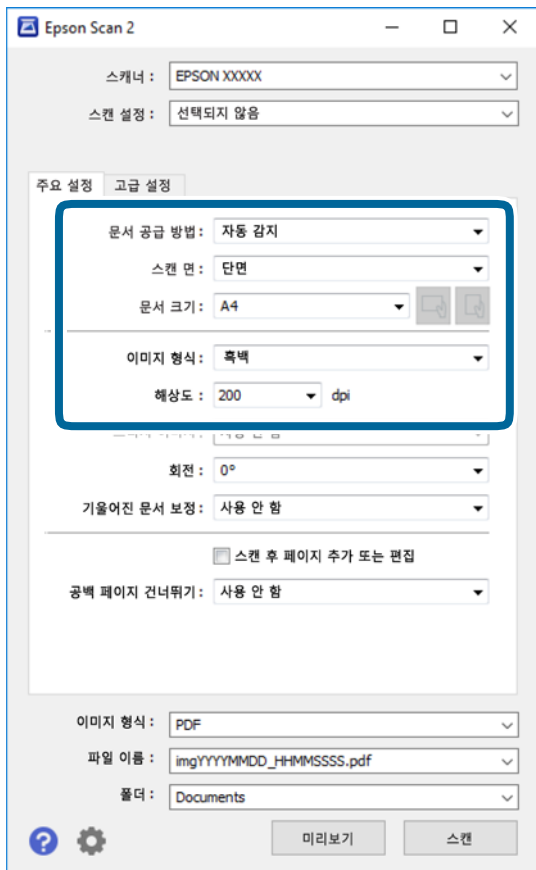 Epson Scan 2
스캐너 : EPSON XXXXX
스캔 설정 : 선택되지 않음
주요 설정 고급 설정
문서 공급 방법 : 자동 감지
스캔 면 : 단면
문서 크기 : A4
이미지 형식 : 흑백
해상도 : 200 dpi
회전 : 0°
기울어진 문서 보정 : 사용 안 함
스캔 후 페이지 추가 또는 편집
공백 페이지 건너뛰기 : 사용 안 함
이미지 형식 : PDF
파일 이름 : imgYYYYMMDD_HHMMSSSS.pdf
폴더 : Documents
미리보기 스캔